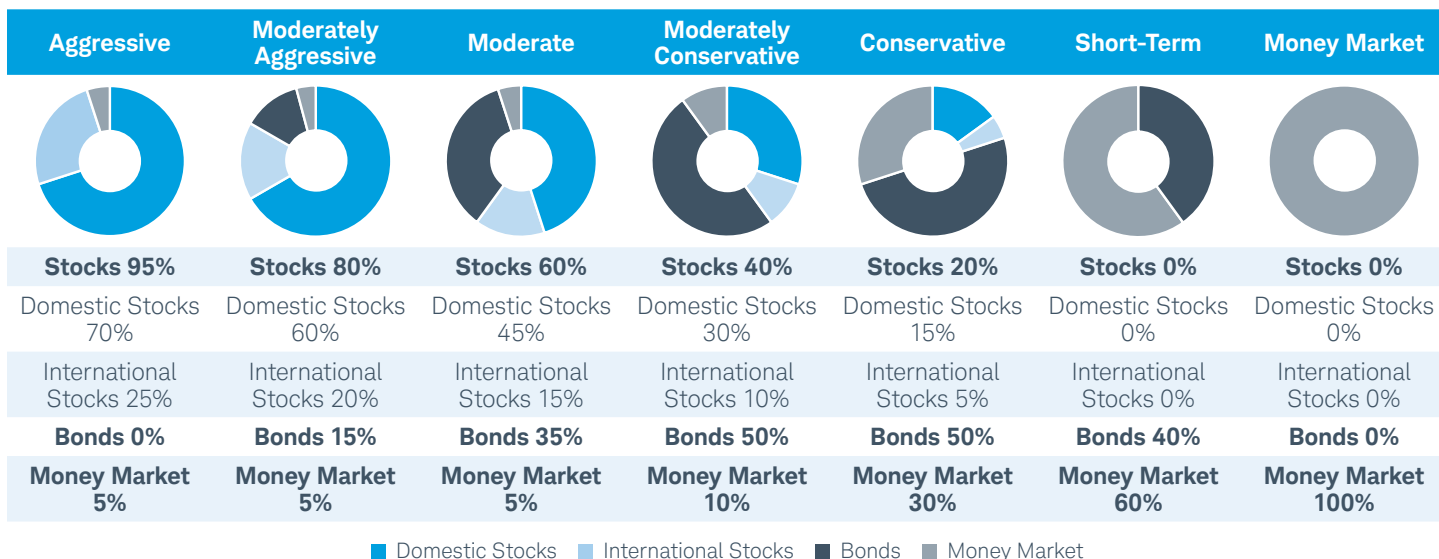 Aggressive
Moderately
Aggressive
Moderate
Moderately
Conservative
Conservative
Short-Term
Money Market
Stocks 95%
Stocks 80%
Stocks 60%
Stocks 40%
Stocks 20%
Stocks 0%
Stocks 0%
Domestic Stocks
70%
Domestic Stocks
60%
Domestic Stocks
45%
Domestic Stocks
30%
Domestic Stocks
15%
Domestic Stocks
0%
Domestic Stocks
0%
International
Stocks 25%
International
Stocks 20%
International
Stocks 15%
International
Stocks 10%
International
Stocks 5%
International
Stocks 0%
International
Stocks 0%
Bonds 0%
Bonds 15%
Bonds 35%
Bonds 50%
Bonds 50%
Bonds 40%
Bonds 0%
Money Market
5%
Money Market
5%
Money Market
5%
Money Market
10%
Money Market
30%
Money Market
60%
Money Market
100%
Domestic Stocks
International Stocks
Bonds
Money Market